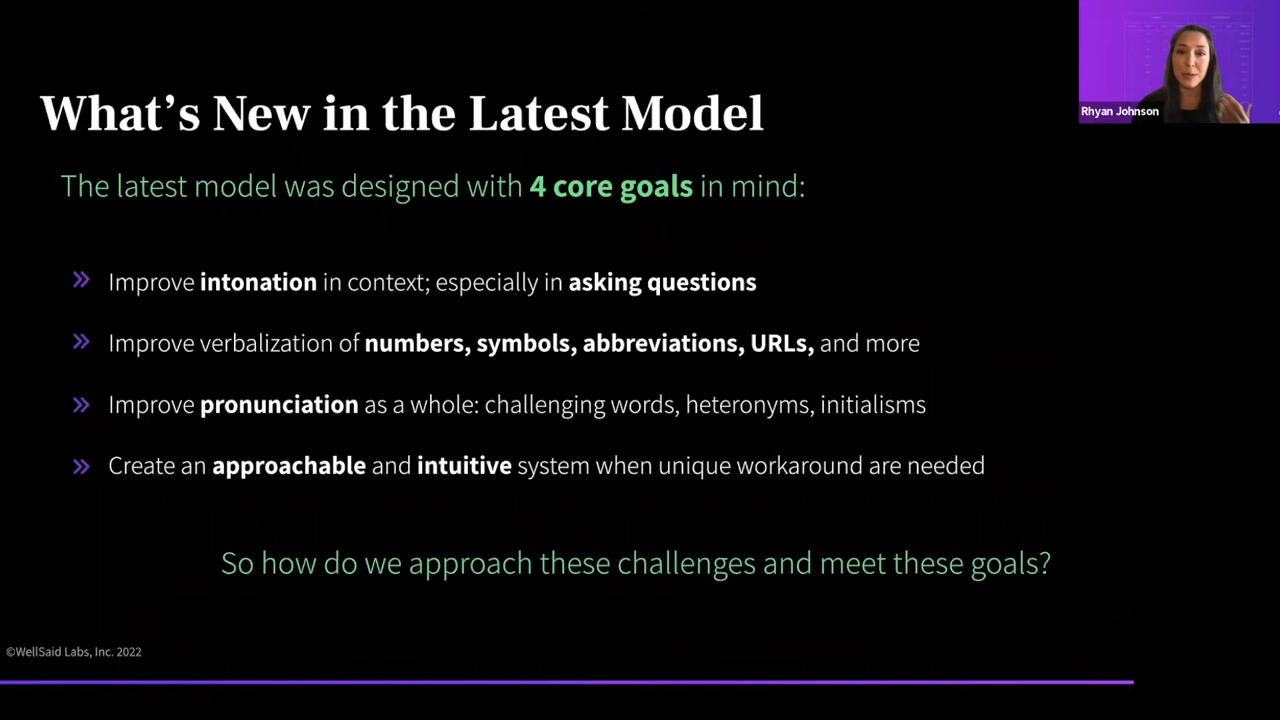 Rhyan Johnson
What's New in the Latest Model
The latest model was designed with 4 core goals in mind:
» Improve intonation in context; especially in asking questions
» Improve verbalization of numbers, symbols, abbreviations, URLs, and more
» Improve pronunciation as a whole: challenging words, heteronyms, initialisms
» Create an approachable and intuitive system when unique workaround are needed
So how do we approach these challenges and meet these goals?
©WellSaid Labs, Inc. 2022